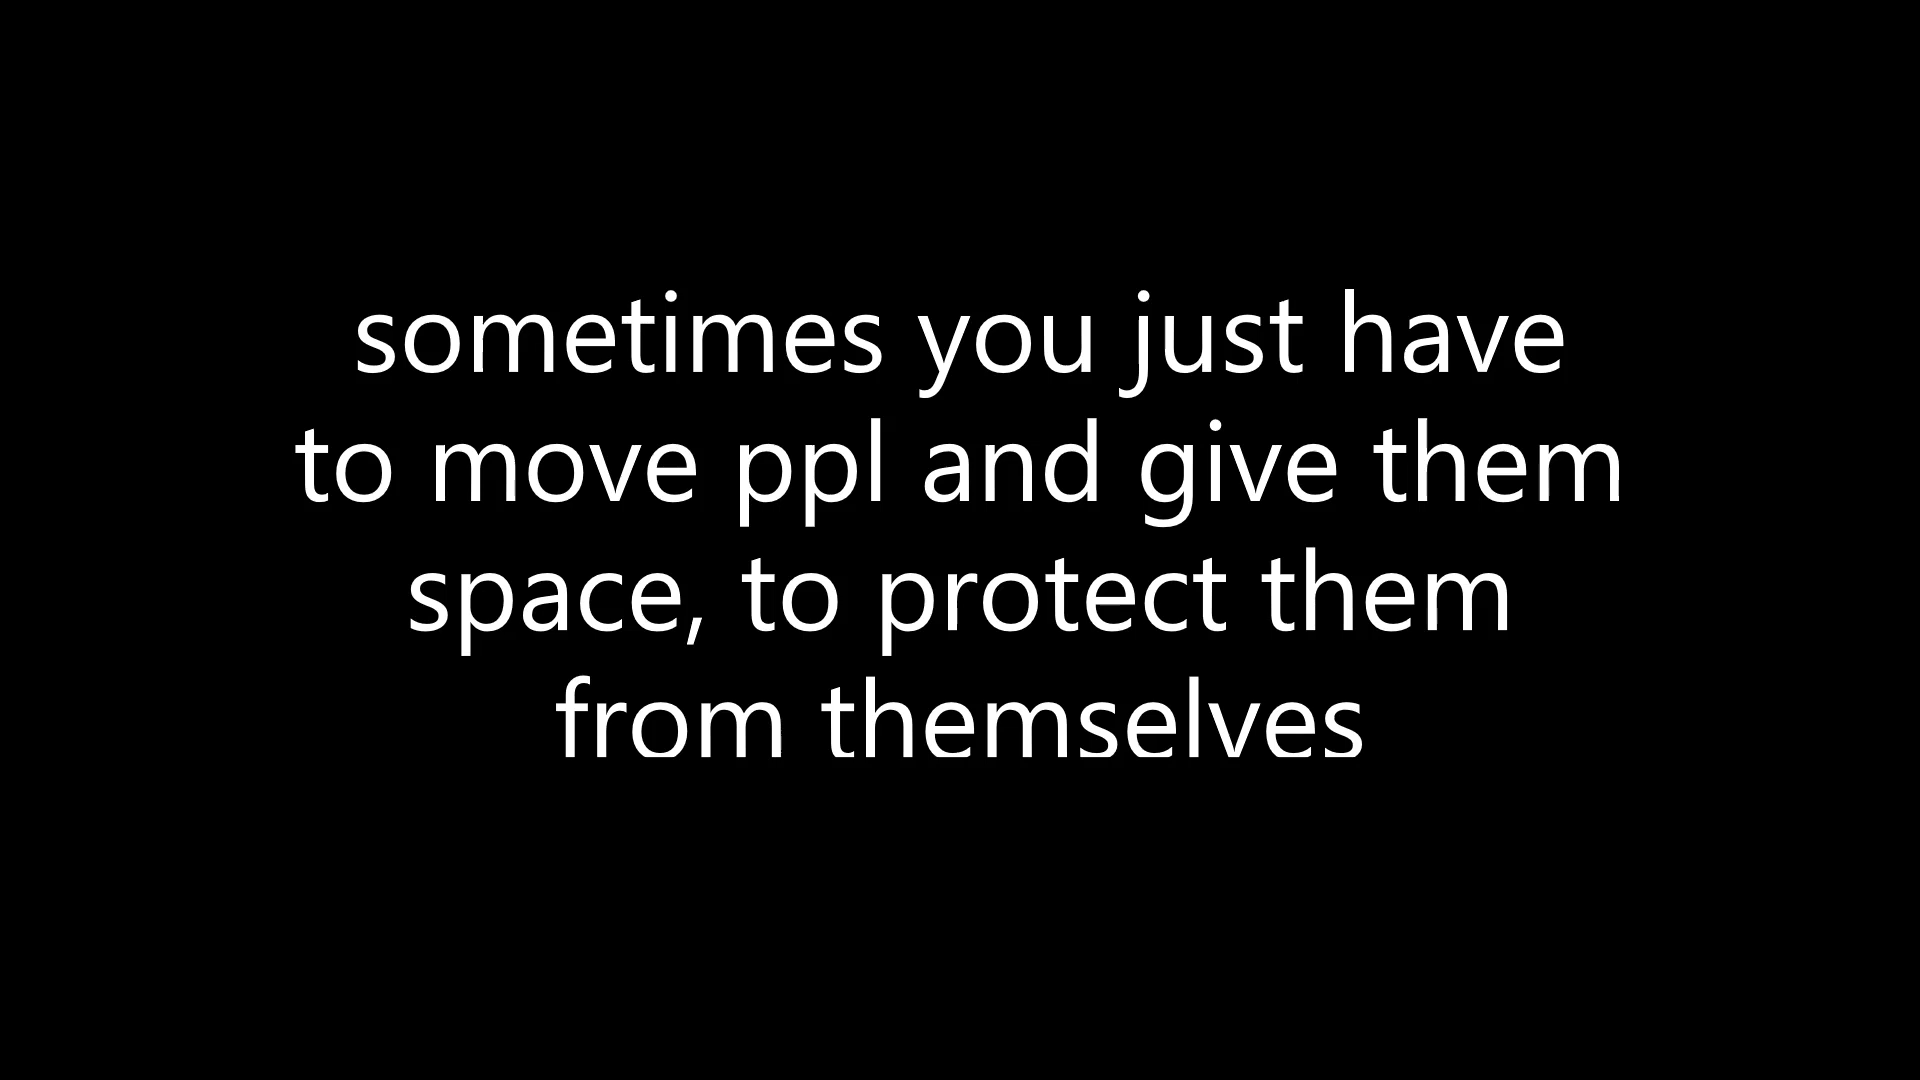 sometimes you just have
to move ppl and give them
space, to protect them
from themselves